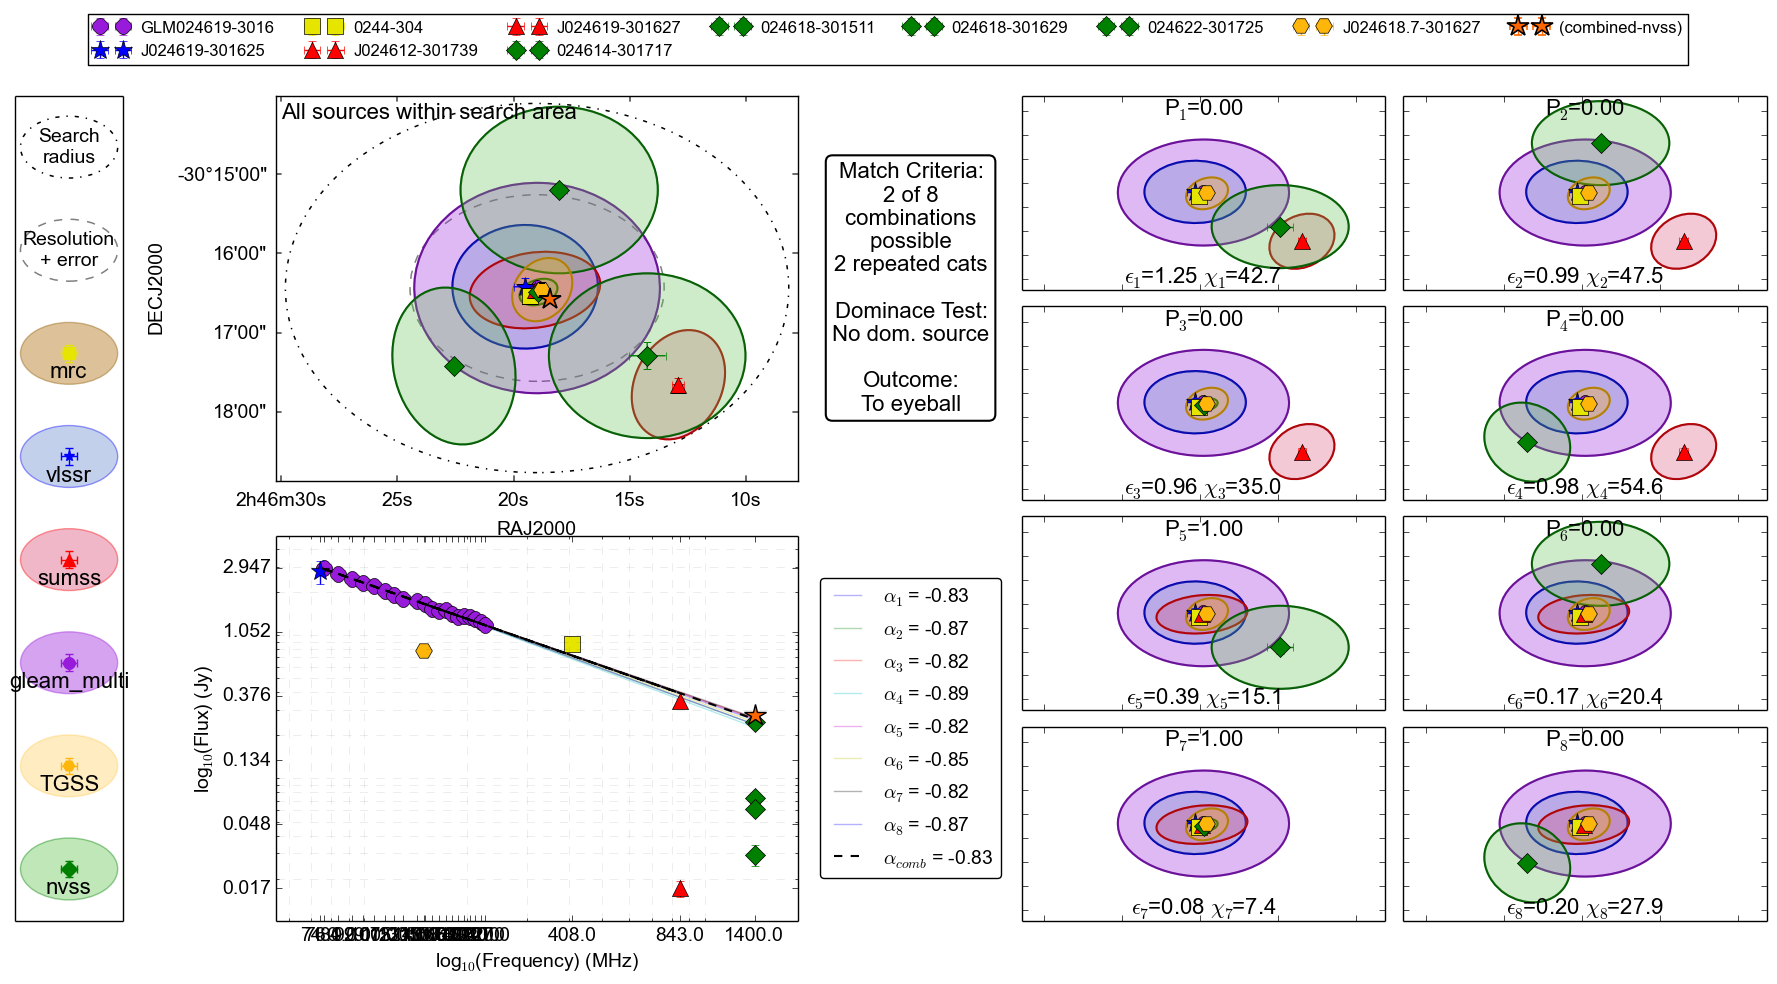 GLM024619-3016 0244-304 J024619-301627 024618-301511 024618-301629 024622-301725 J024618.7-301627 (combined-nvss)
J024619-301625 J024612-301739 024614-301717
Search
radius
Resolution
+ error
mrc
vlssr
sumss
gleam_multi
TGSS
nvss
All sources within search area
DECJ2000
-30°15'00"
16'00"
17'00"
18'00"
2h46m30s 25s 20s 15s 10s
RAJ2000
Match Criteria:
2 of 8
combinations
possible
2 repeated cats
Dominace Test:
No dom. source
Outcome:
To eyeball
log10(Flux) (Jy)
2.947
1.052
0.376
0.134
0.048
0.017
408.0 843.0 1400.0
log10(Frequency) (MHz)
α1 = -0.83
α2 = -0.87
α3 = -0.82
α4 = -0.89
α5 = -0.82
α6 = -0.85
α7 = -0.82
α8 = -0.87
αcomb = -0.83
P1=0.00
ϵ1=1.25 χ1=42.7
P2=0.00
ϵ2=0.99 χ2=47.5
P3=0.00
ϵ3=0.96 χ3=35.0
P4=0.00
ϵ4=0.98 χ4=54.6
P5=1.00
ϵ5=0.39 χ5=15.1
P6=0.00
ϵ6=0.17 χ6=20.4
P7=1.00
ϵ7=0.08 χ7=7.4
P8=0.00
ϵ8=0.20 χ8=27.9